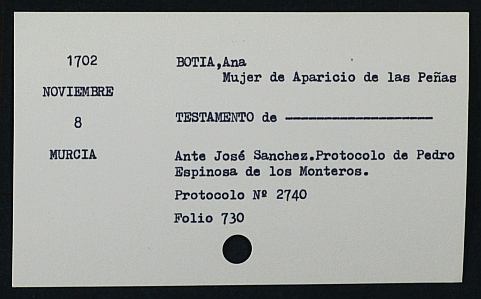 1702
NOVIEMBRE
8
MURCIA
BOTIA,Ana
Mujer de Aparicio de las Peñas
TESTAMENTO de ---------------------
Ante José Sanchez.Protocolo de Pedro
Espinosa de los Monteros.
Protocolo Nº 2740
Folio 730